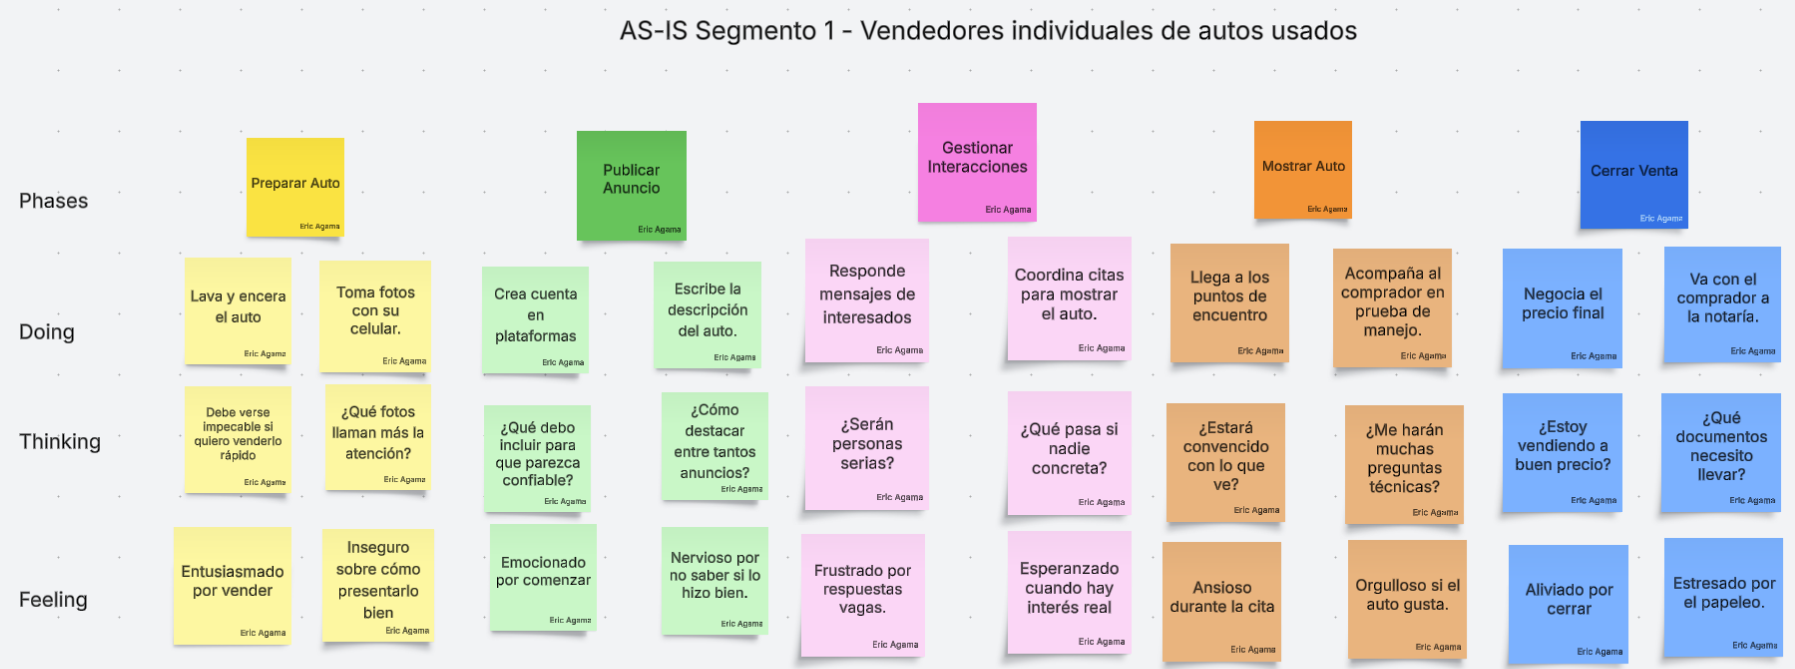 AS-IS Segmento 1 - Vendedores individuales de autos usados
Phases
Preparar Auto
Eric Agama
Publicar
Anuncio
Eric Agama
Gestionar
Interacciones
Eric Agama
Mostrar Auto
Eric Agama
Cerrar Venta
Eric Agama
Doing
Lava y encera
el auto
Eric Agama
Toma fotos
con su
celular.
Eric Agama
Crea cuenta
en
plataformas
Eric Agama
Escribe la
descripción
del auto.
Eric Agama
Responde
mensajes de
interesados
Eric Agama
Coordina citas
para mostrar
el auto.
Eric Agama
Llega a los
puntos de
encuentro
Eric Agama
Acompaña al
comprador en
prueba de
manejo.
Eric Agama
Negocia el
precio final
Eric Agama
Va con el
comprador a
la notaría.
Eric Agama
Thinking
Debe verse
impecable si
quiero venderlo
rápido
Eric Agama
¿Qué fotos
llaman más la
atención?
Eric Agama
¿Qué debo
incluir para
que parezca
confiable?
Eric Agama
¿Cómo
destacar
entre tantos
anuncios?
Eric Agama
¿Serán
personas
serias?
Eric Agama
¿Qué pasa si
nadie
concreta?
Eric Agama
¿Estará
convencido
con lo que
ve?
Eric Agama
¿Me harán
muchas
preguntas
técnicas?
Eric Agama
¿Estoy
vendiendo a
buen precio?
Eric Agama
¿Qué
documentos
necesito
llevar?
Eric Agama
Feeling
Entusiasmado
por vender
Eric Agama
Inseguro
sobre cómo
presentarlo
bien
Eric Agama
Emocionado
por comenzar
Eric Agama
Nervioso por
no saber si lo
hizo bien.
Eric Agama
Frustrado por
respuestas
vagas.
Eric Agama
Esperanzado
cuando hay
interés real
Eric Agama
Ansioso
durante la cita
Eric Agama
Orgulloso si el
auto gusta.
Eric Agama
Aliviado por
cerrar
Eric Agama
Estresado por
el papeleo.
Eric Agama